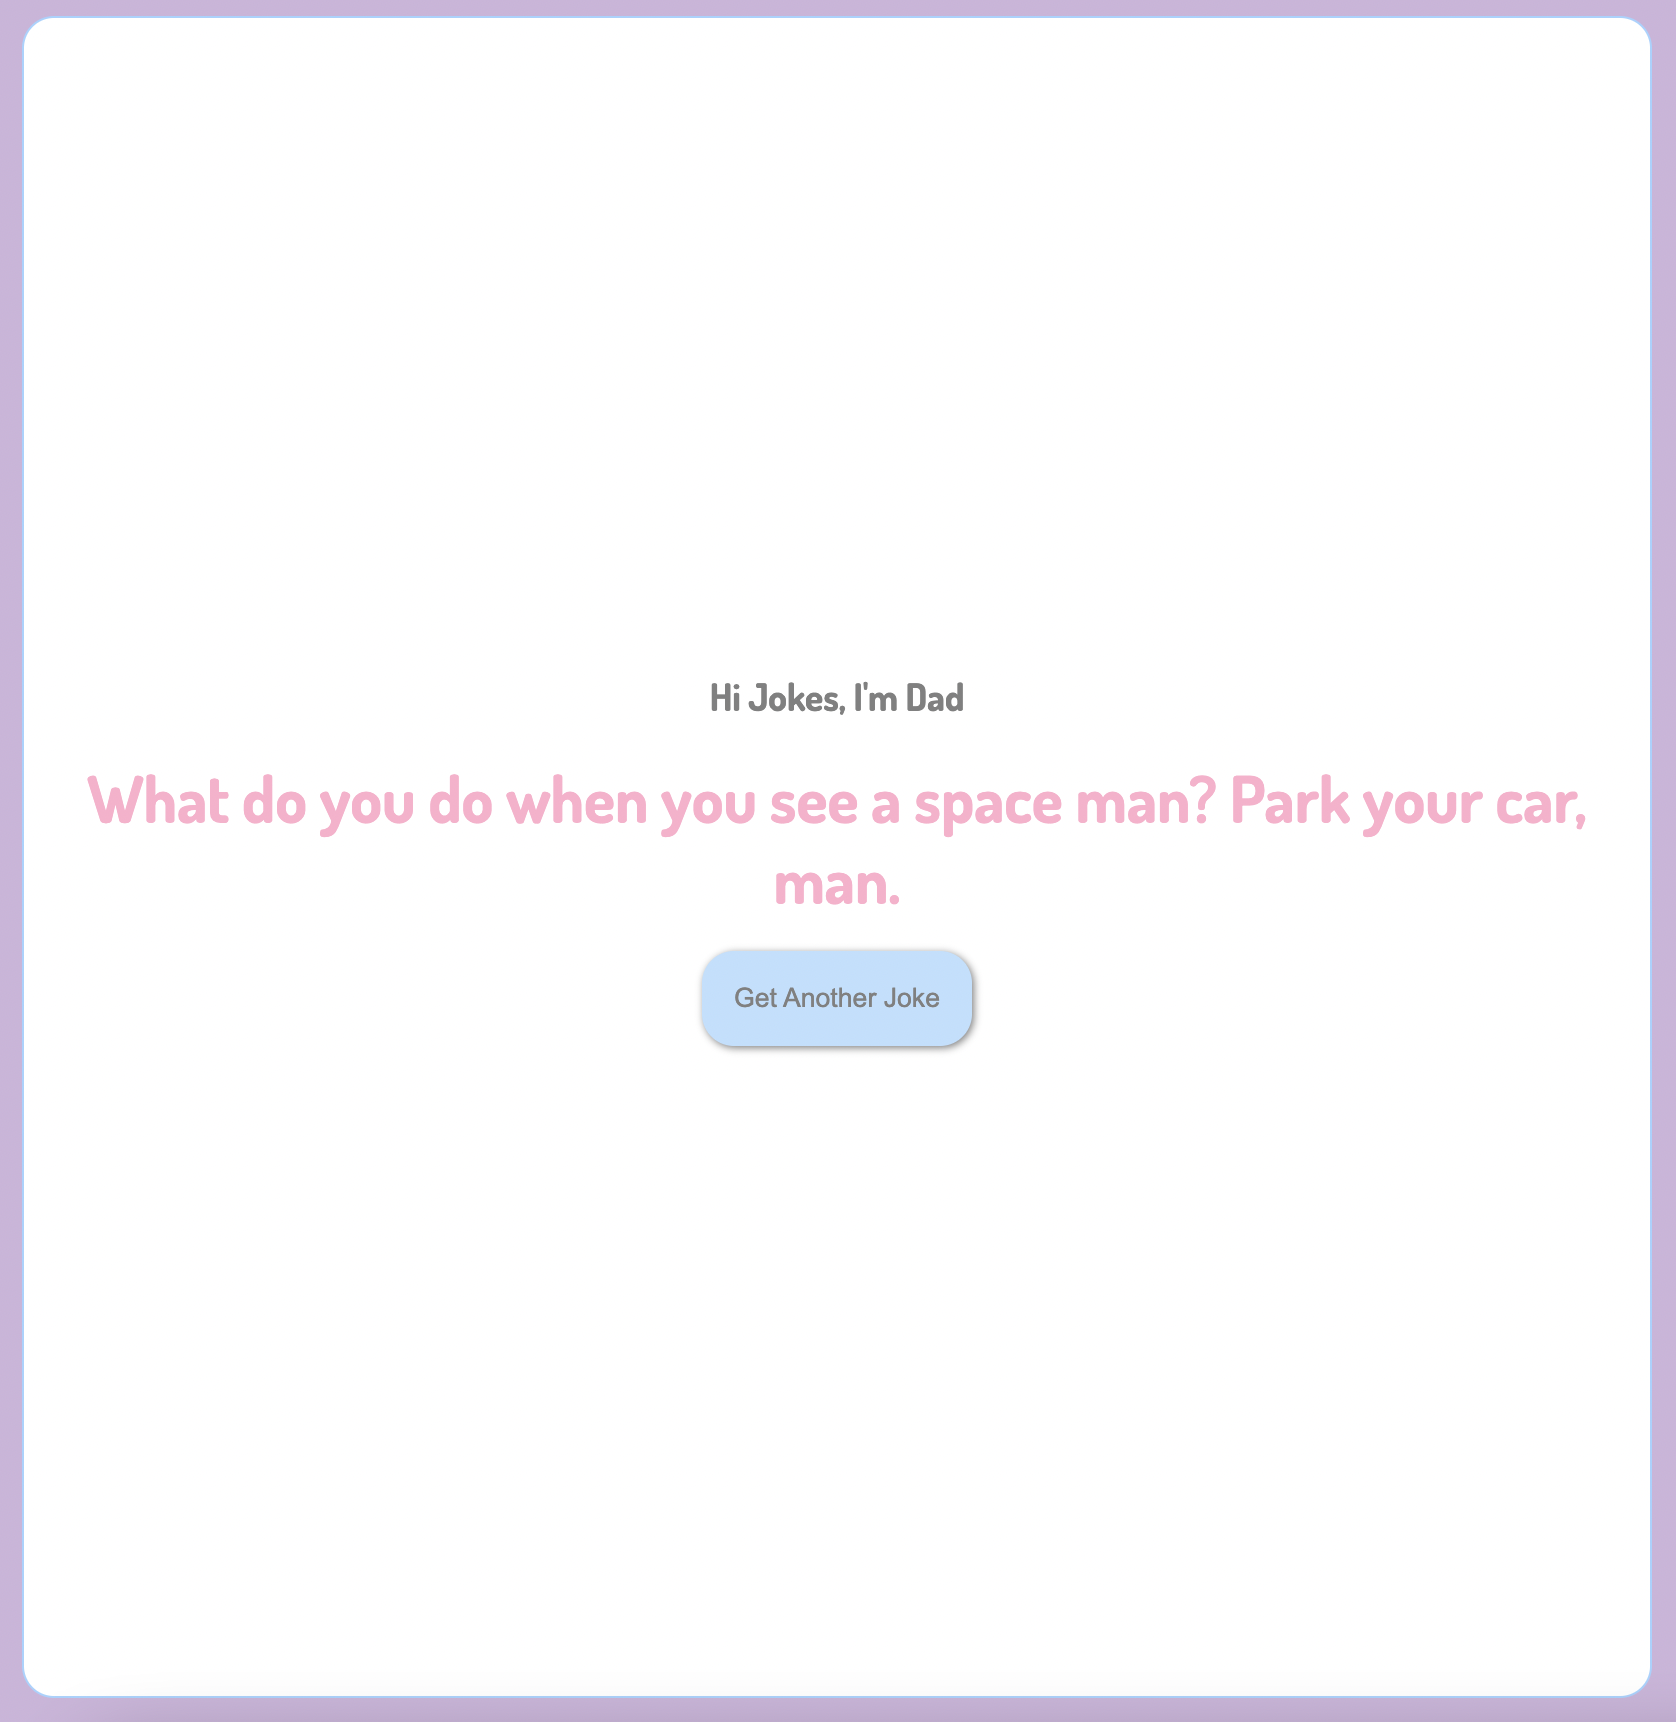 Hi Jokes, I'm Dad
What do you do when you see a space man? Park your car,
man.
Get Another Joke